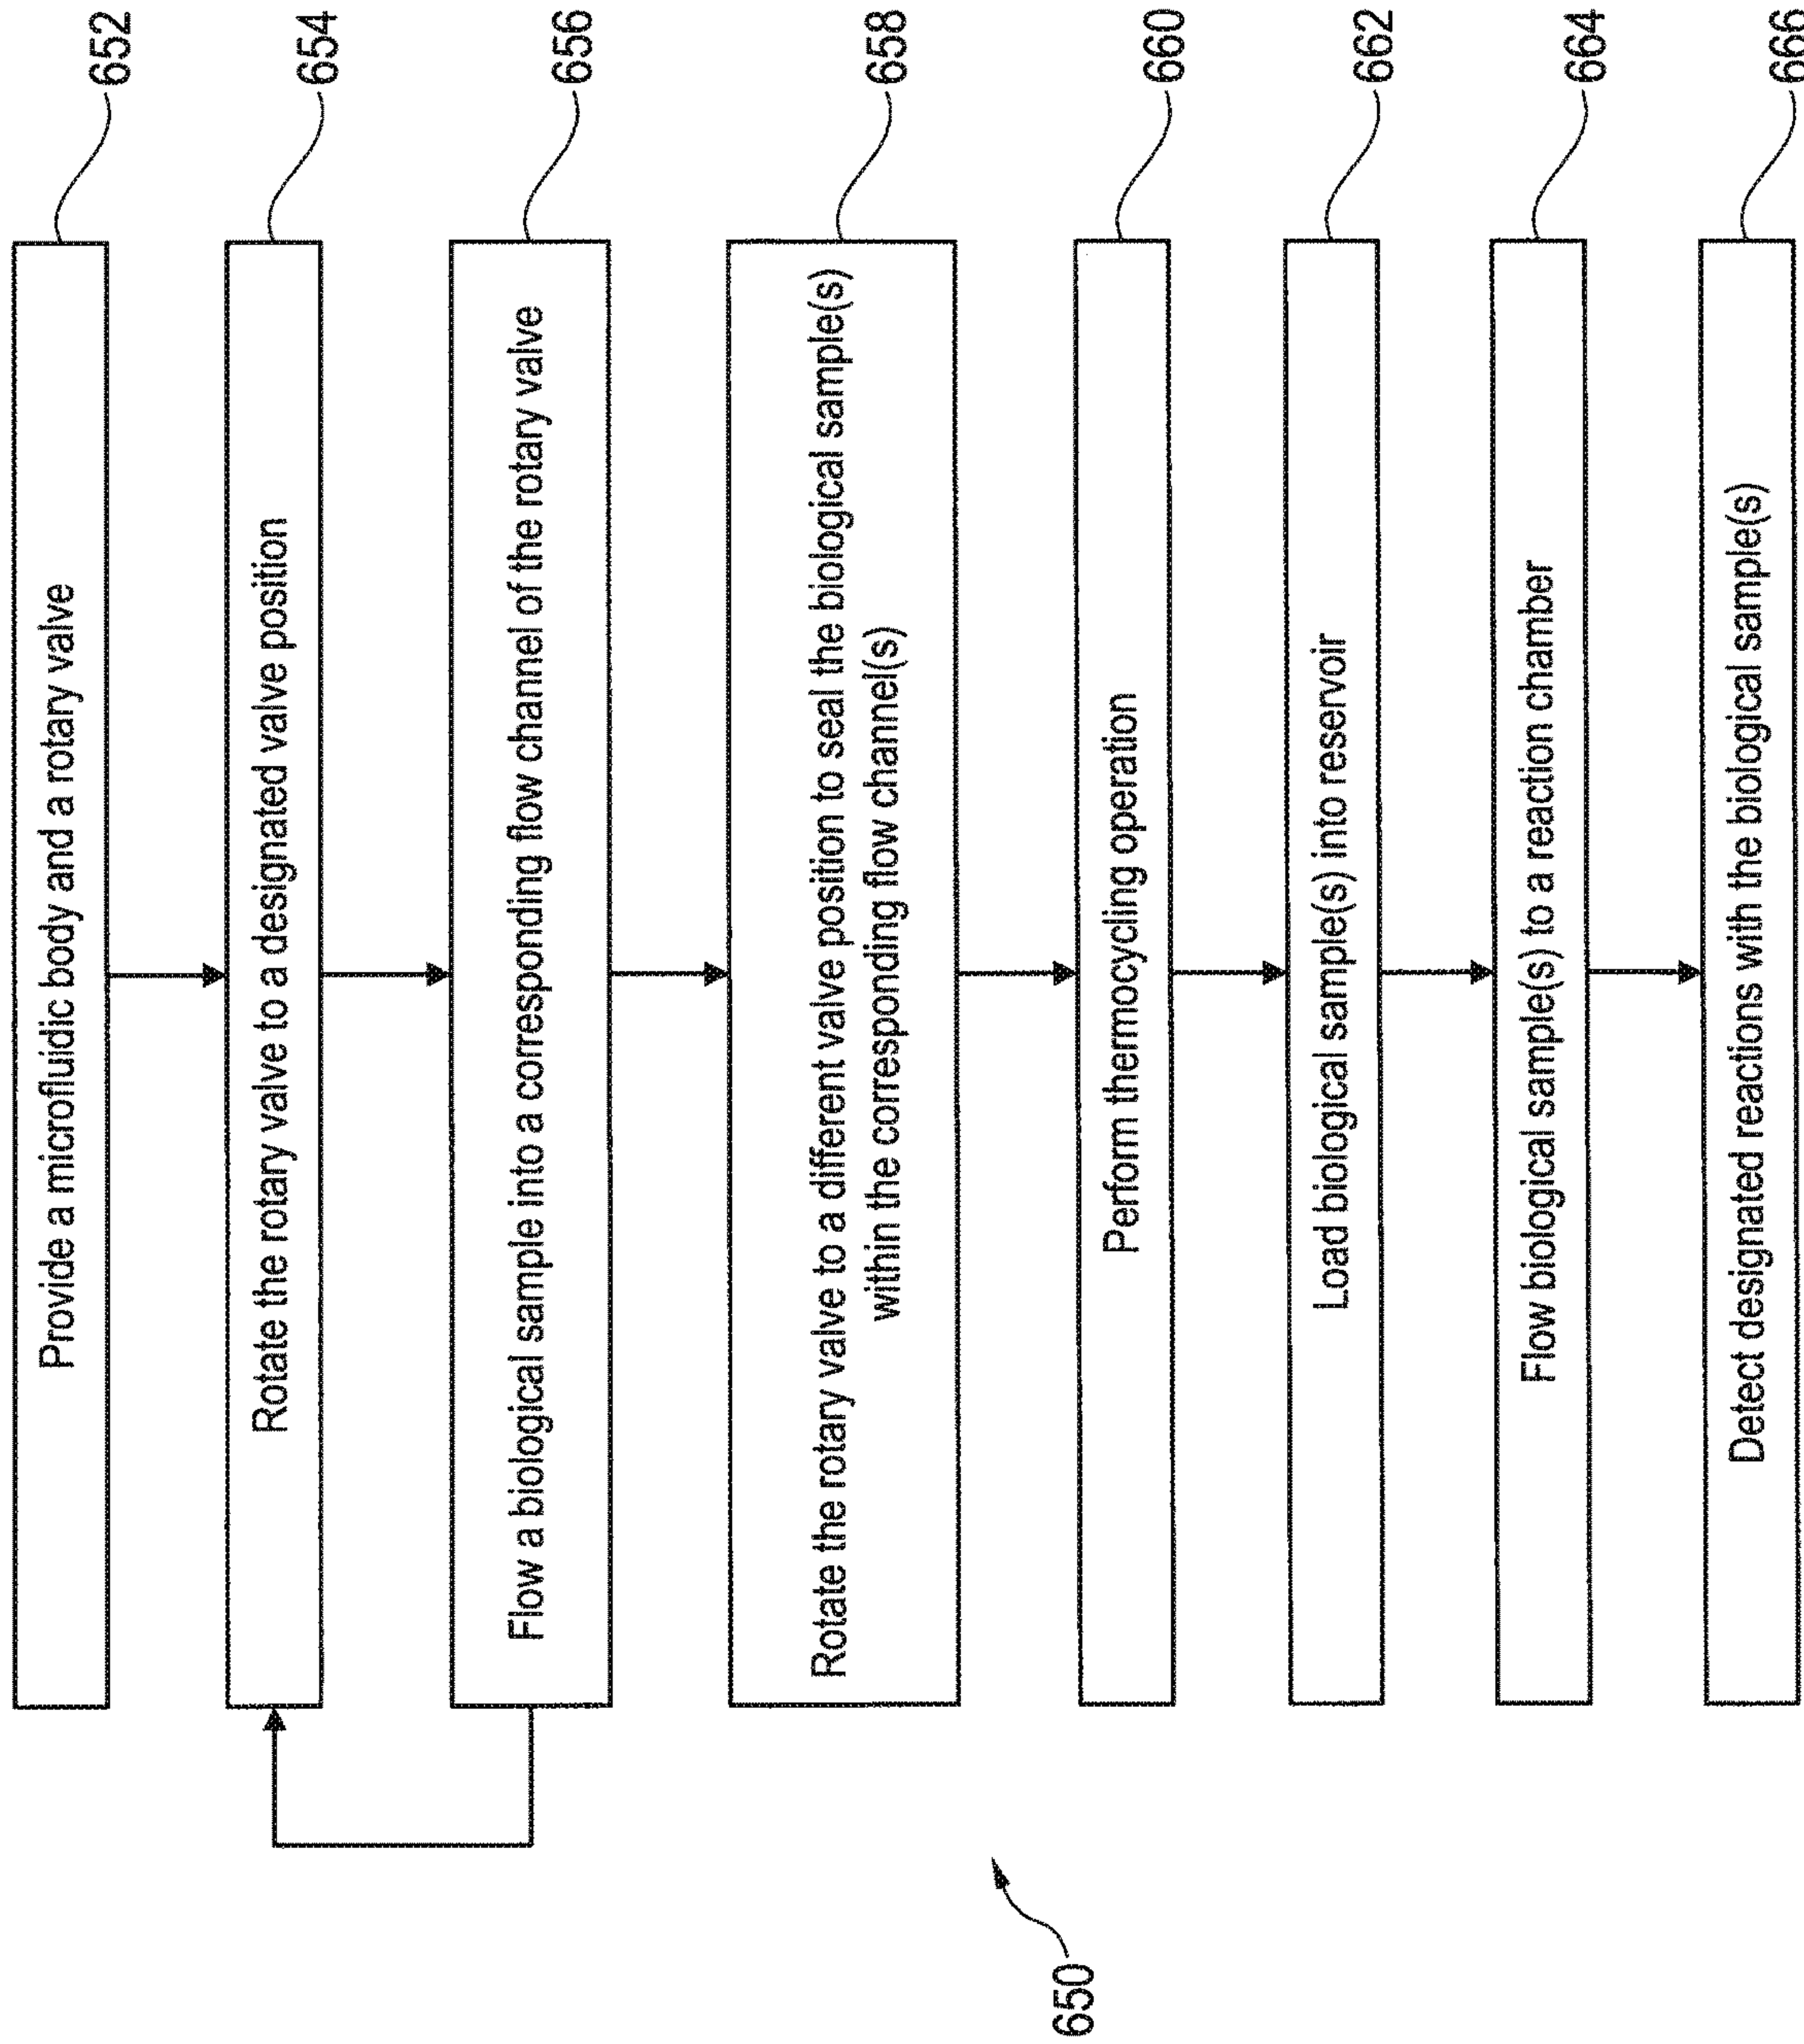 Provide a microfluidic body and a rotary valve
652
Rotate the rotary valve to a designated valve position
654
Flow a biological sample into a corresponding flow channel of the rotary valve
656
Rotate the rotary valve to a different valve position to seal the biological sample(s)
within the corresponding flow channel(s)
658
Perform thermocycling operation
660
Load biological sample(s) into reservoir
662
Flow biological sample(s) to a reaction chamber
664
Detect designated reactions with the biological sample(s)
666
650